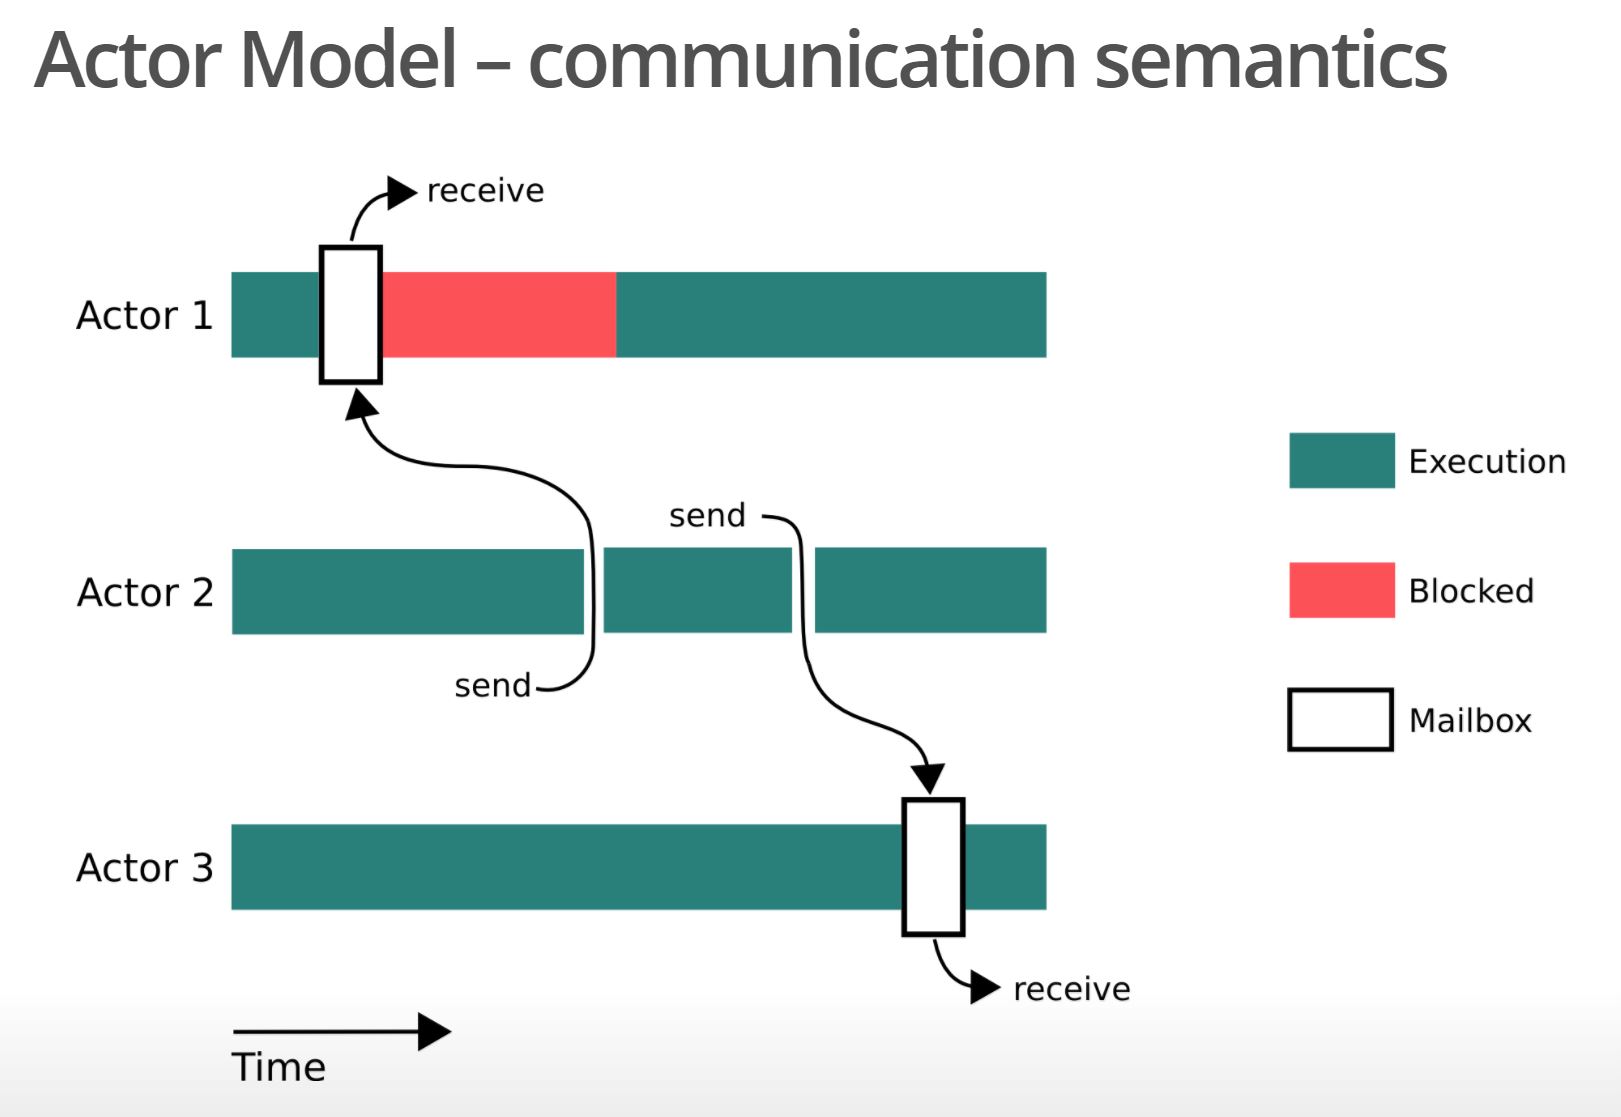 Actor Model – communication semantics
receive
Actor 1
Execution
send
Blocked
Actor 2
send
Mailbox
Actor 3
receive
Time